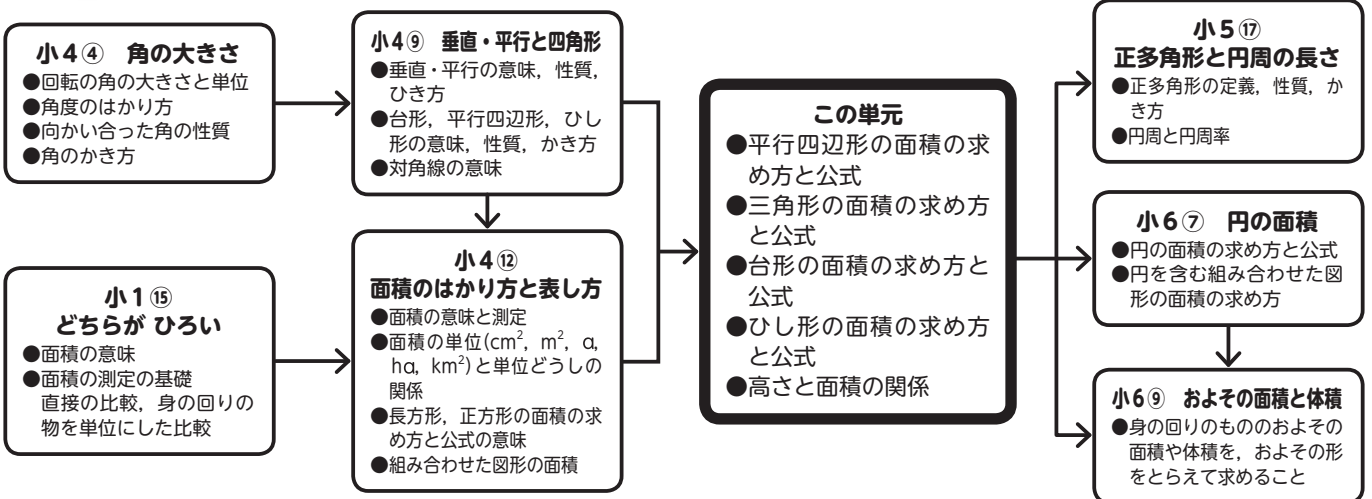 小4④ 角の大きさ
●回転の角の大きさと単位
●角度のはかり方
●向かい合った角の性質
●角のかき方
小1⑮
どちらが ひろい
●面積の意味
●面積の測定の基礎
直接の比較，身の回りの
物を単位にした比較
小4⑨ 垂直・平行と四角形
●垂直・平行の意味，性質，
ひき方
●台形，平行四辺形，ひし
形の意味，性質，かき方
●対角線の意味
小4⑫
面積のはかり方と表し方
●面積の意味と測定
●面積の単位(cm²，m²，a，
ha，km²)と単位どうしの
関係
●長方形，正方形の面積の求
め方と公式の意味
●組み合わせた図形の面積
この単元
●平行四辺形の面積の求
め方と公式
●三角形の面積の求め方
と公式
●台形の面積の求め方と
公式
●ひし形の面積の求め方
と公式
●高さと面積の関係
小5⑰
正多角形と円周の長さ
●正多角形の定義，性質，か
き方
●円周と円周率
小6⑦ 円の面積
●円の面積の求め方と公式
●円を含む組み合わせた図
形の面積の求め方
小6⑨ およその面積と体積
●身の回りのもののおよその
面積や体積を，およその形
をとらえて求めること